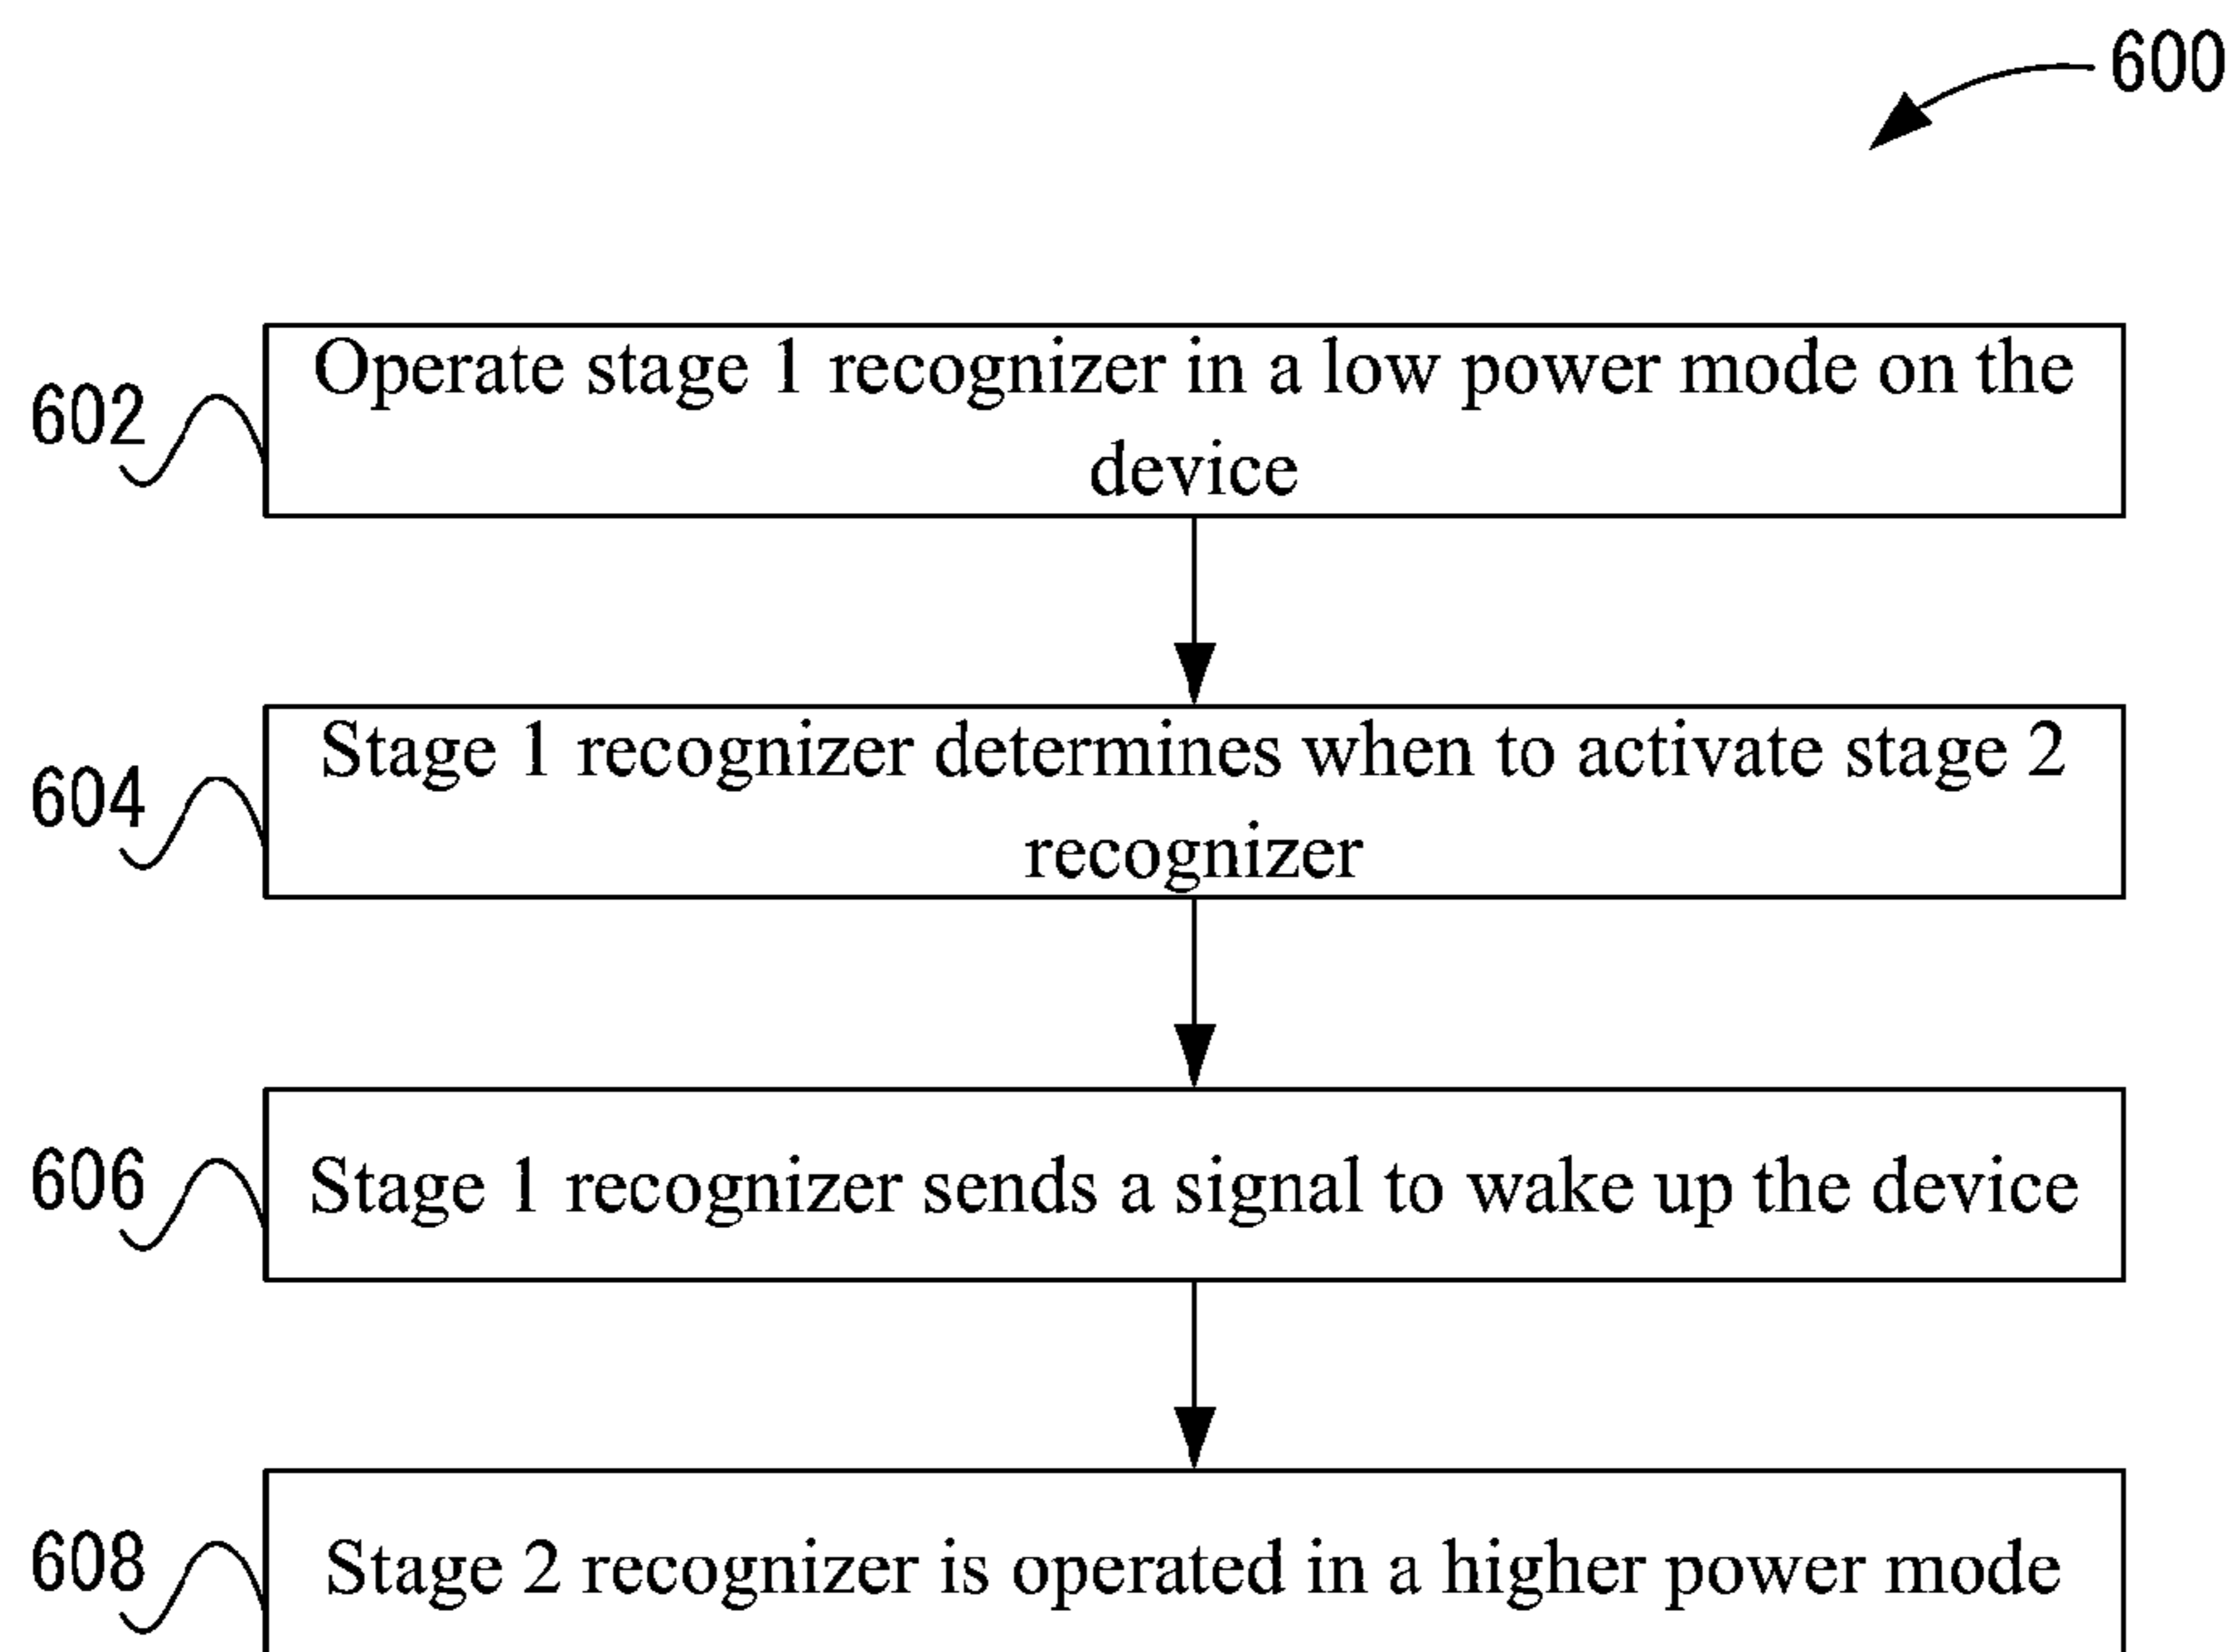 600
602
Operate stage 1 recognizer in a low power mode on the
device
604
Stage 1 recognizer determines when to activate stage 2
recognizer
606
Stage 1 recognizer sends a signal to wake up the device
608
Stage 2 recognizer is operated in a higher power mode